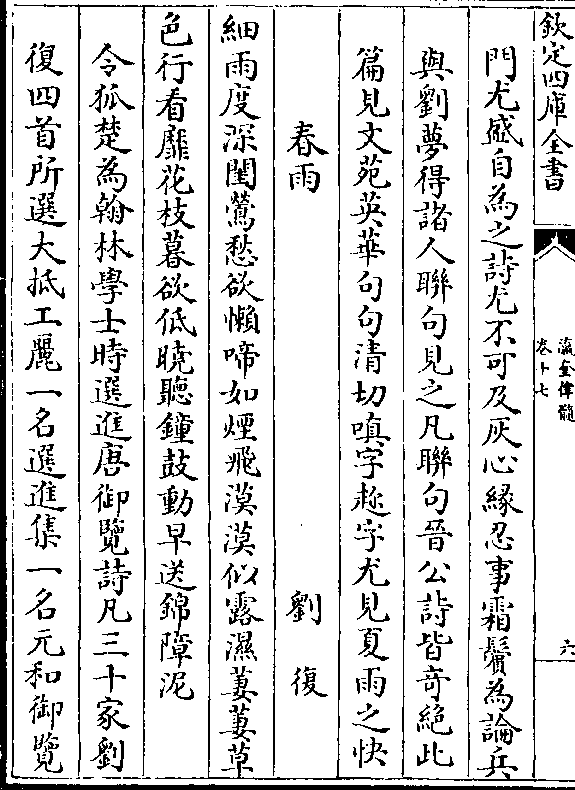 欽定四庫全書
瀛奎律髓
卷十七
六
門尤盛自為之詩尤不可及灰心緣忍事霜鬢為論兵
與劉夢得諸人聯句見之凡聯句晉公詩皆奇絶此
篇見文苑英華句句清切嗔字趂字尤見夏雨之快
春雨 劉復
細雨度深閨鶯愁欲懶啼如煙飛漠漠似露濕萋萋草
色行看靡花枝暮欲低曉聽鐘鼓動早送錦障泥
令狐楚為翰林學士時選進唐御覽詩凡三十家劉
復四首所選大抵工麗一名選進集一名元和御覽